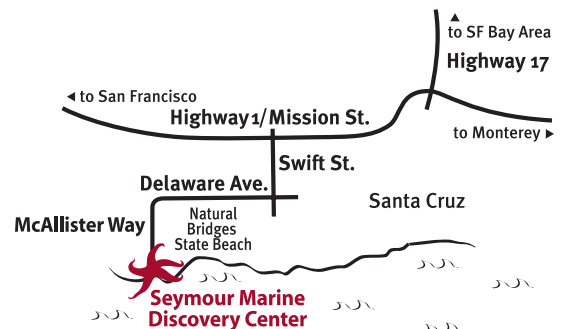 ▲
to SF Bay Area
Highway 17
◀ to San Francisco
Highway 1/Mission St.
to Monterey ▶
Swift St.
Delaware Ave.
Santa Cruz
Natural
Bridges
State Beach
McAllister Way
Seymour Marine
Discovery Center